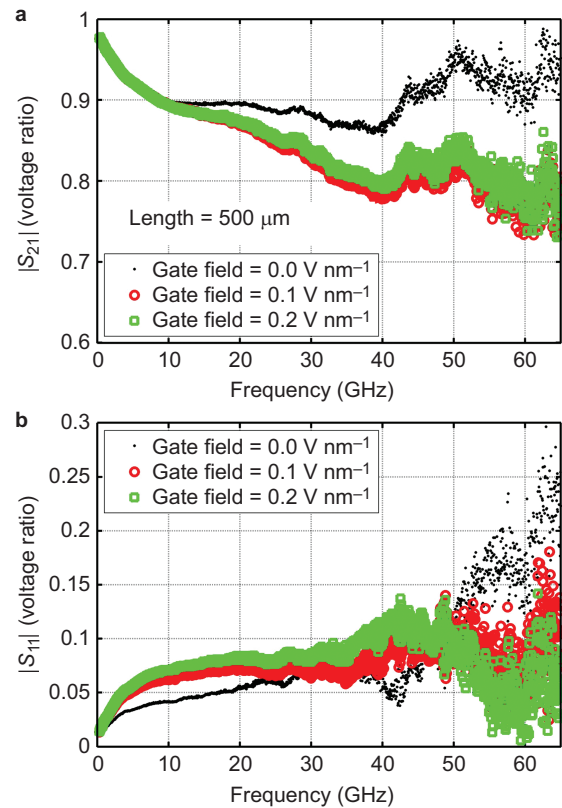 a
1
0.9
0.8
0.7
0.6
|S21| (voltage ratio)
Length = 500 μm
Gate field = 0.0 V nm–1
Gate field = 0.1 V nm–1
Gate field = 0.2 V nm–1
0 10 20 30 40 50 60
Frequency (GHz)
b
0.3
0.25
0.2
0.15
0.1
0.05
0
|S11| (voltage ratio)
Gate field = 0.0 V nm–1
Gate field = 0.1 V nm–1
Gate field = 0.2 V nm–1
0 10 20 30 40 50 60
Frequency (GHz)